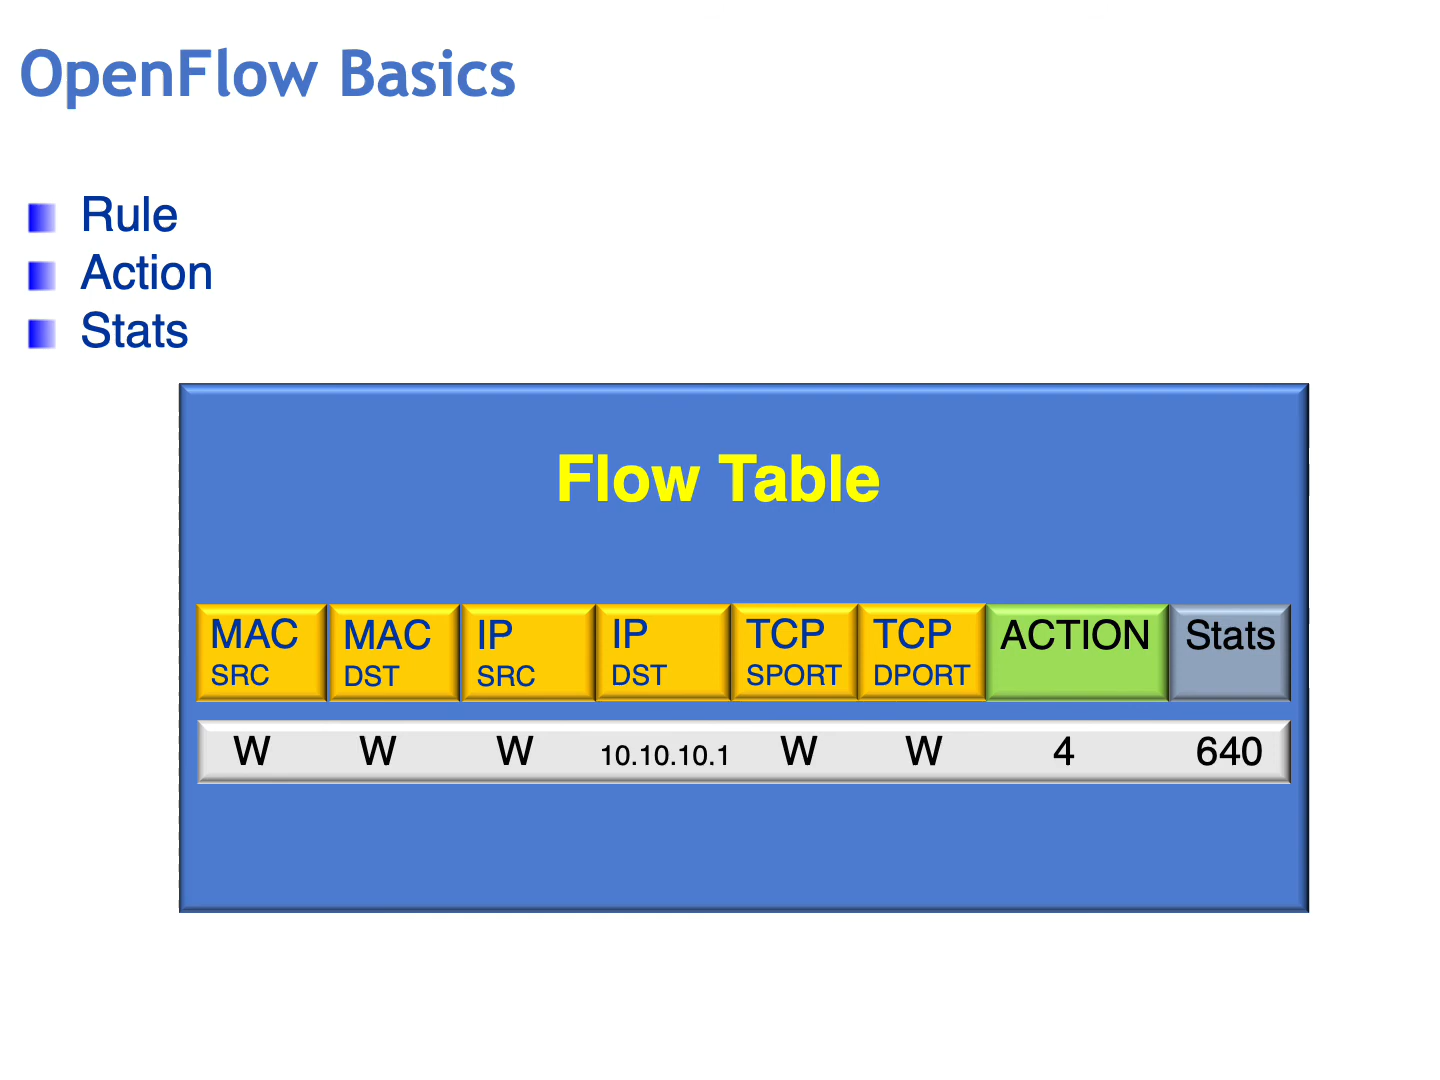 OpenFlow Basics
Rule
Action
Stats
Flow Table
MAC MAC IP IP TCP TCP ACTION Stats
SRC DST SRC DST SPORT DPORT
W W W 10.10.10.1 W W 4 640